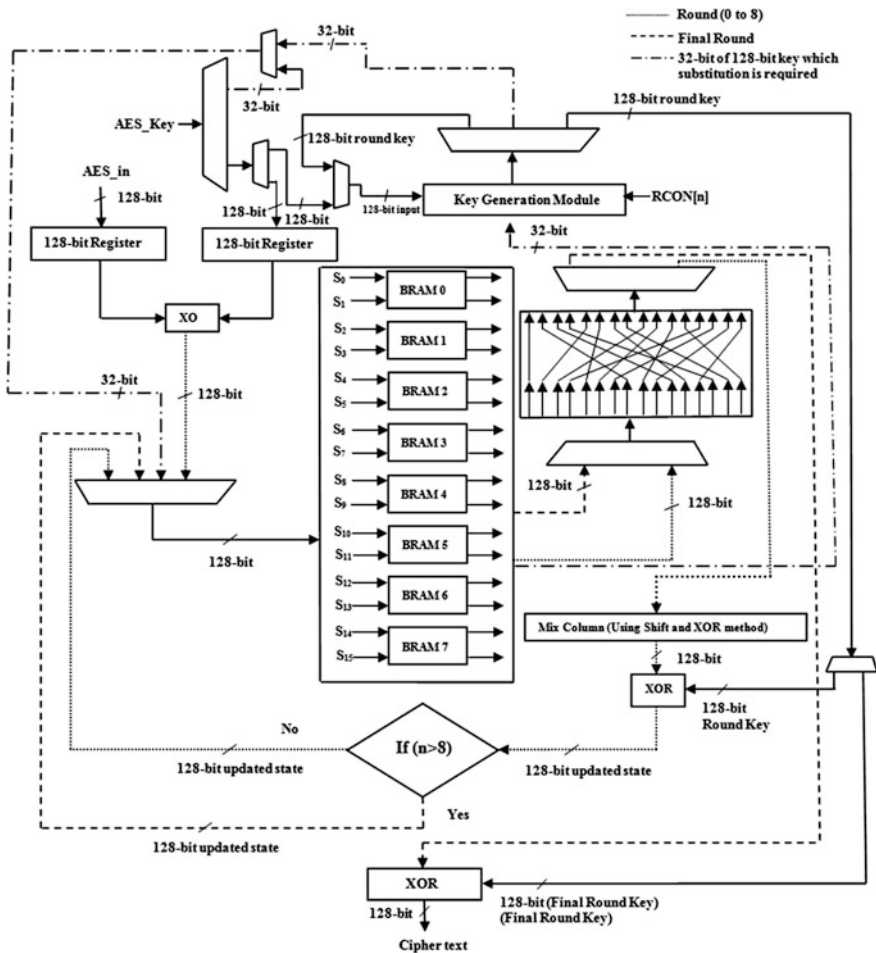 Round (0 to 8)
Final Round
32-bit of 128-bit key which
substitution is required
32-bit
32-bit
AES_Key
128-bit round key
128-bit round key
AES_in
128-bit
128-bit
128-bit
128-bit input
Key Generation Module
RCON[n]
32-bit
128-bit Register
128-bit Register
XO
32-bit
128-bit
S0
S1
BRAM 0
S2
S3
BRAM 1
S4
S5
BRAM 2
S6
S7
BRAM 3
S8
S9
BRAM 4
S10
S11
BRAM 5
S12
S13
BRAM 6
S14
S15
BRAM 7
128-bit
128-bit
128-bit
Mix Column (Using Shift and XOR method)
128-bit
XOR
128-bit
Round Key
No
If (n>8)
128-bit updated state
128-bit updated state
Yes
128-bit updated state
XOR
128-bit (Final Round Key)
(Final Round Key)
128-bit
Cipher text